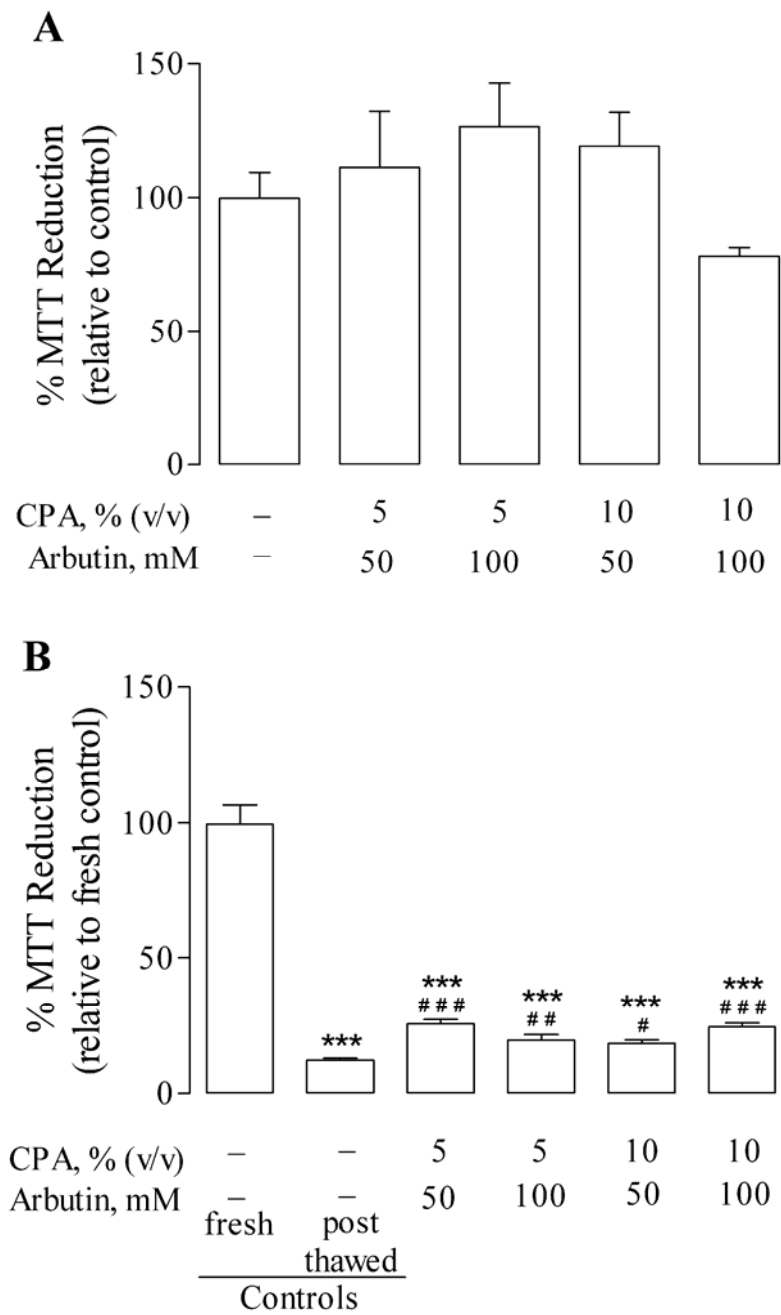 A
% MTT Reduction
(relative to control)
150
100
50
0
CPA, % (v/v) – 5 5 10 10
Arbutin, mM – 50 100 50 100
B
% MTT Reduction
(relative to fresh control)
150
100
50
0
*** *** *** *** ***
### ## # ###
CPA, % (v/v) – – 5 5 10 10
Arbutin, mM – – 50 100 50 100
fresh post
thawed
Controls